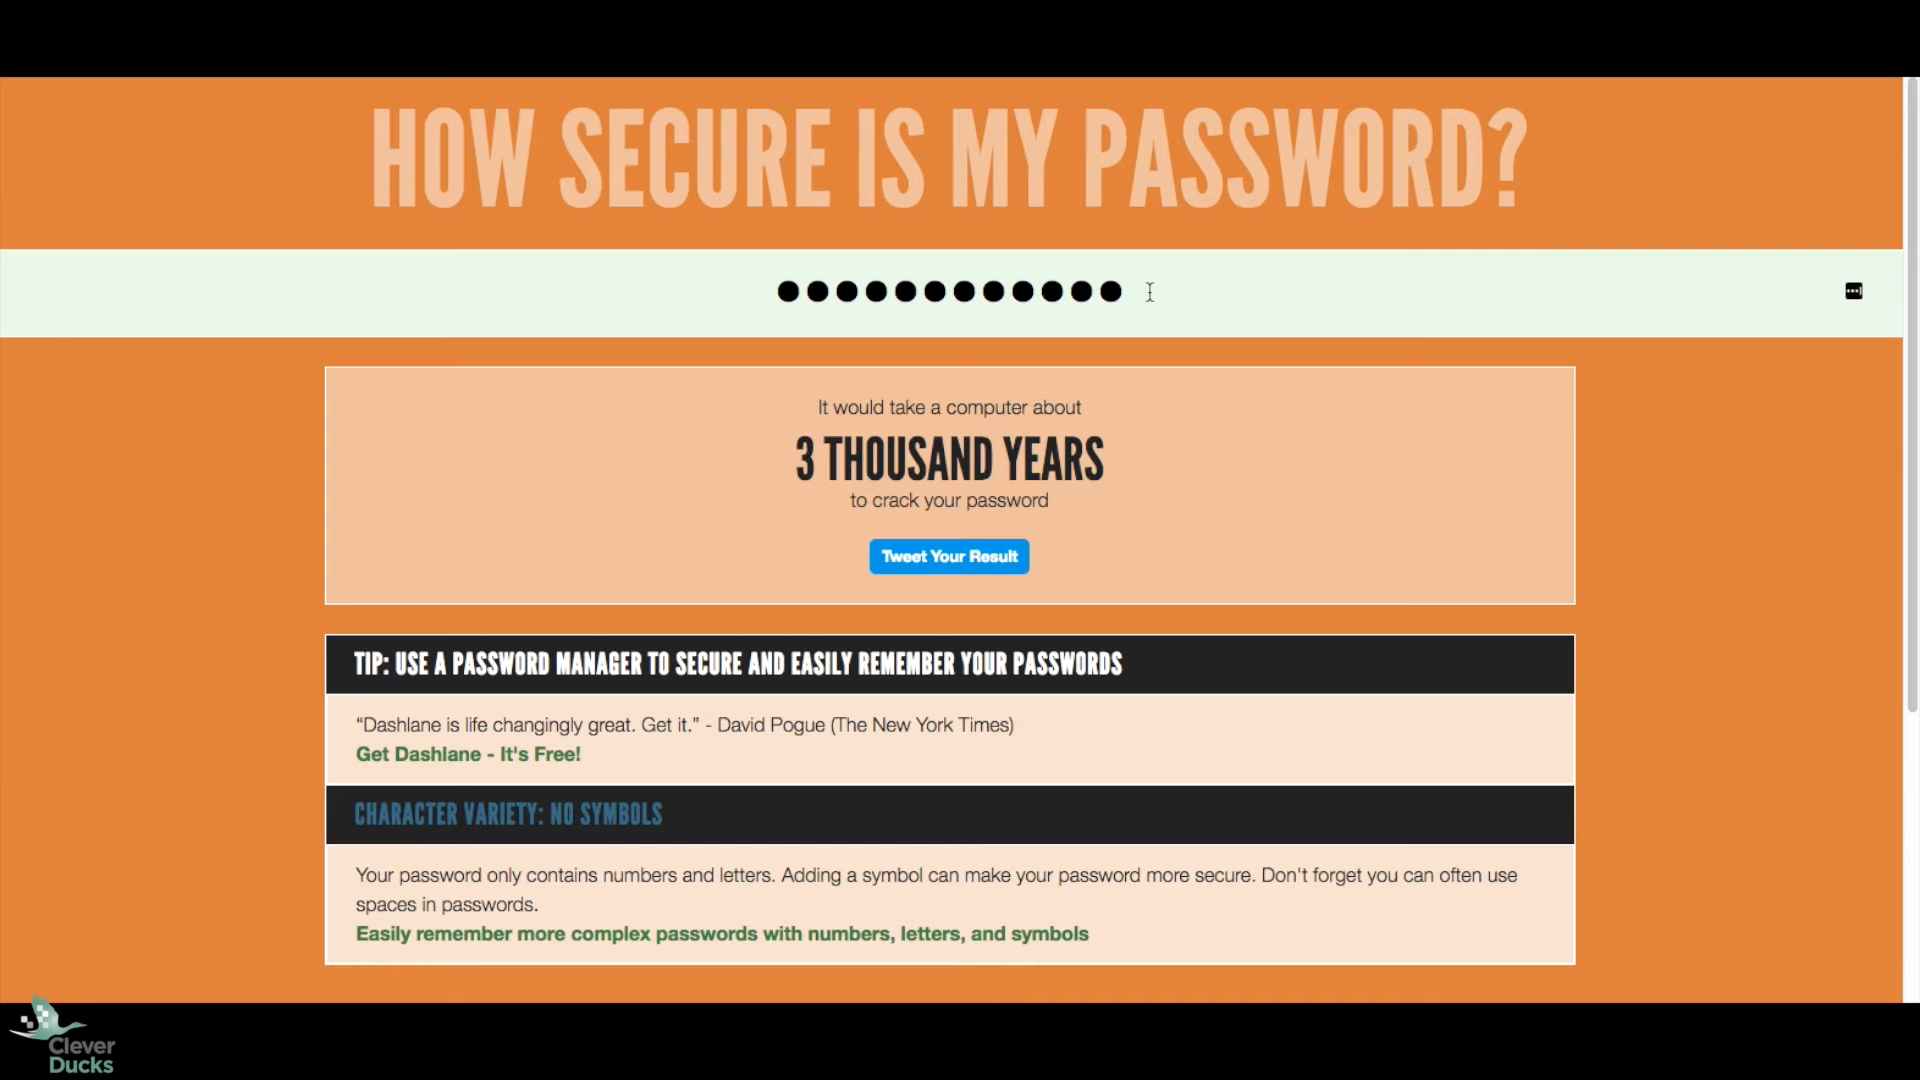 HOW SECURE IS MY PASSWORD?
It would take a computer about
3 THOUSAND YEARS
to crack your password
Tweet Your Result
TIP: USE A PASSWORD MANAGER TO SECURE AND EASILY REMEMBER YOUR PASSWORDS
“Dashlane is life changingly great. Get it.” - David Pogue (The New York Times)
Get Dashlane - It's Free!
CHARACTER VARIETY: NO SYMBOLS
Your password only contains numbers and letters. Adding a symbol can make your password more secure. Don't forget you can often use
spaces in passwords.
Easily remember more complex passwords with numbers, letters, and symbols
Clever
Ducks